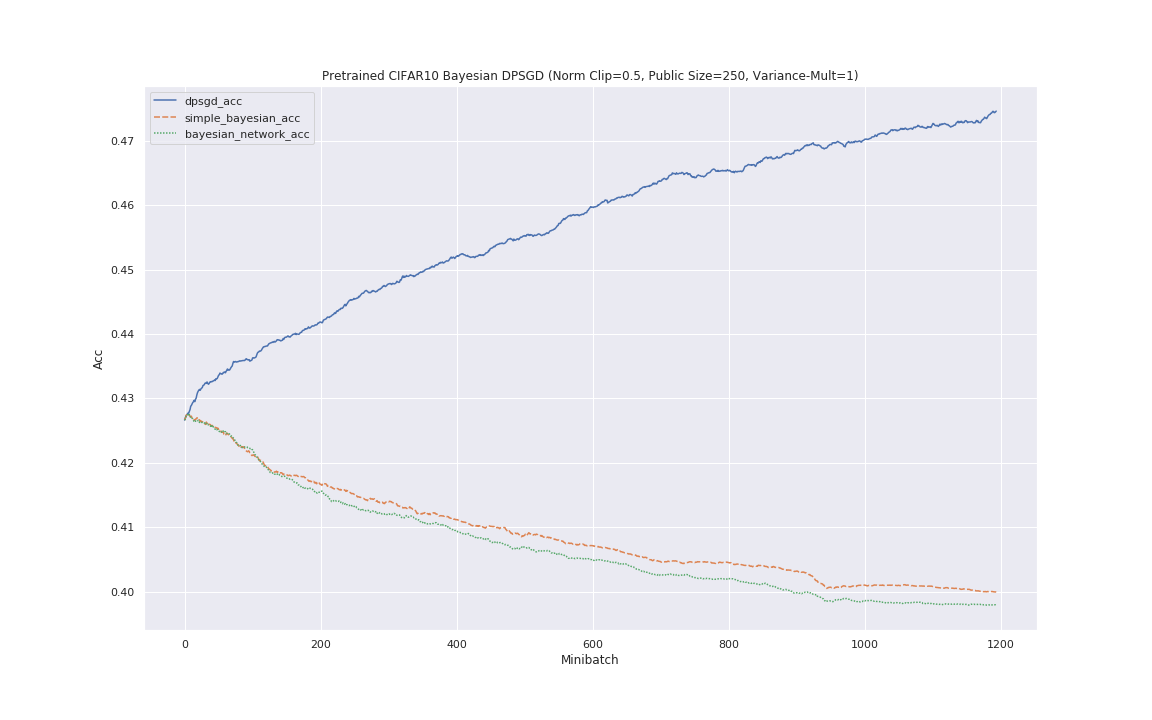 Pretrained CIFAR10 Bayesian DPSGD (Norm Clip=0.5, Public Size=250, Variance-Mult=1)
dpsgd_acc
simple_bayesian_acc
bayesian_network_acc
0.47
0.46
0.45
0.44
0.43
0.42
0.41
0.40
Acc
0 200 400 600 800 1000 1200
Minibatch